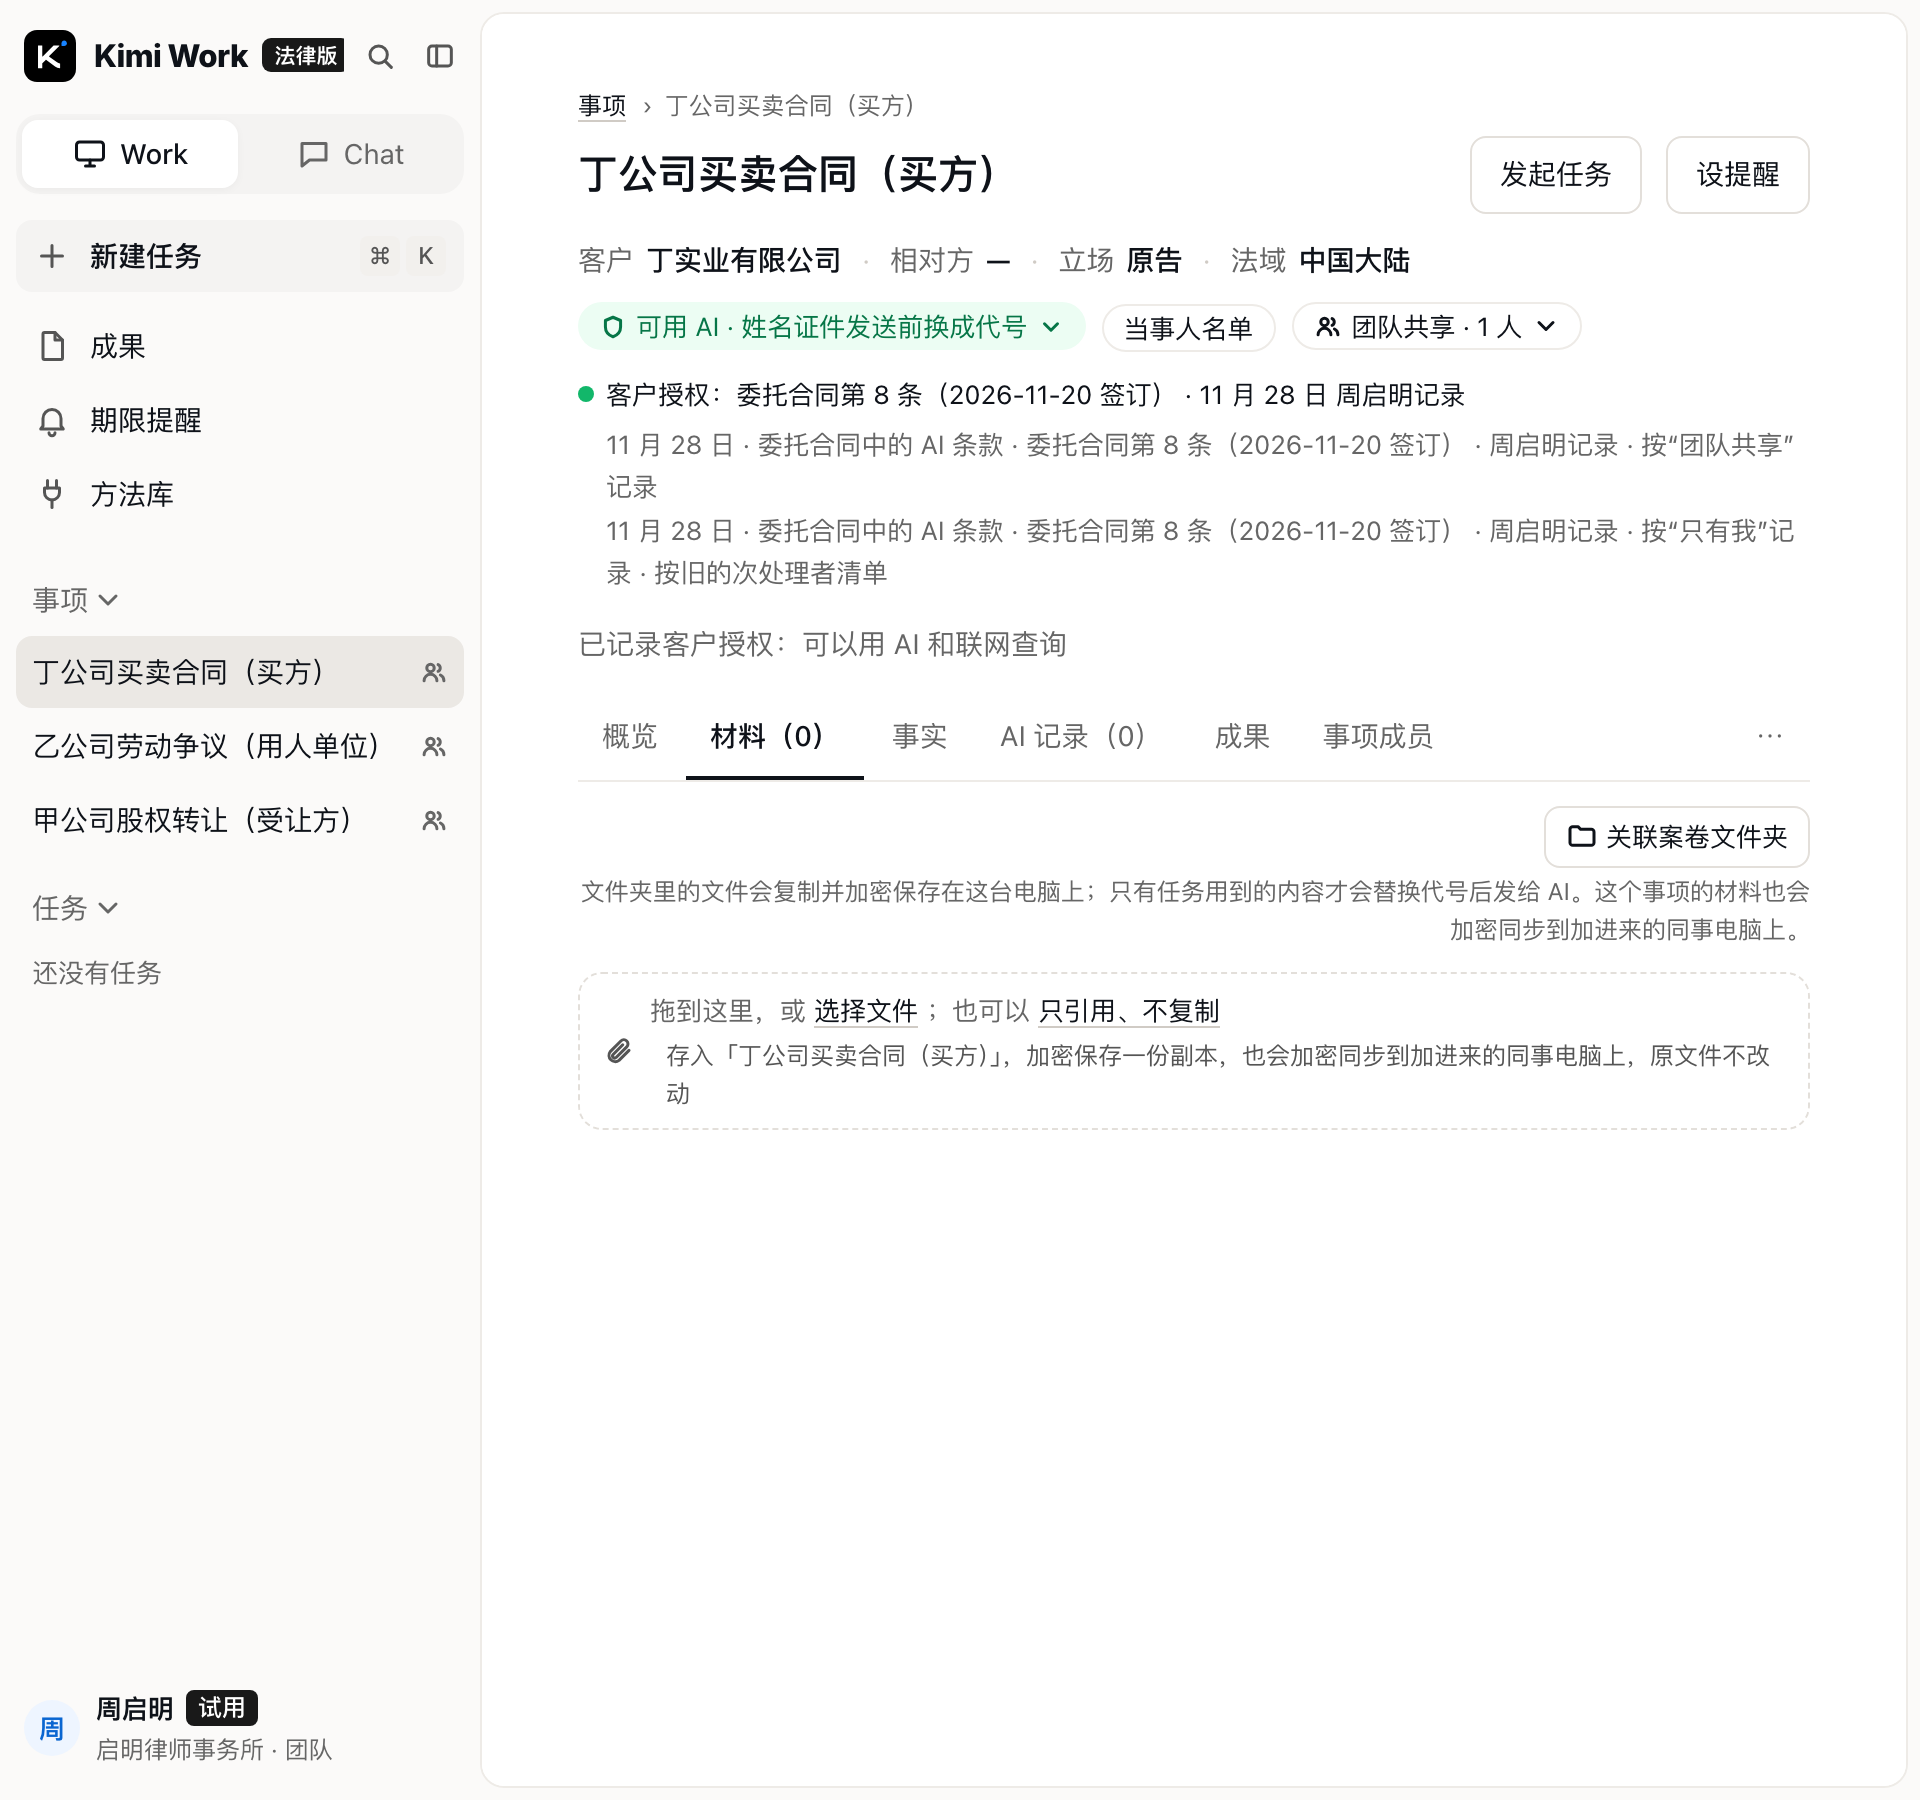 Kimi Work 法律版
Work
Chat
新建任务 ⌘ K
成果
期限提醒
方法库
事项
丁公司买卖合同（买方）
乙公司劳动争议（用人单位）
甲公司股权转让（受让方）
任务
还没有任务
周 周启明 试用
启明律师事务所 · 团队
事项 › 丁公司买卖合同（买方）
丁公司买卖合同（买方）
发起任务
设提醒
客户 丁实业有限公司 · 相对方 — · 立场 原告 · 法域 中国大陆
可用 AI · 姓名证件发送前换成代号
当事人名单
团队共享 · 1 人
客户授权：委托合同第 8 条（2026-11-20 签订） · 11 月 28 日 周启明记录
11 月 28 日 · 委托合同中的 AI 条款 · 委托合同第 8 条（2026-11-20 签订） · 周启明记录 · 按“团队共享”
记录
11 月 28 日 · 委托合同中的 AI 条款 · 委托合同第 8 条（2026-11-20 签订） · 周启明记录 · 按“只有我”记
录 · 按旧的次处理者清单
已记录客户授权：可以用 AI 和联网查询
概览
材料（0）
事实
AI 记录（0）
成果
事项成员
···
关联案卷文件夹
文件夹里的文件会复制并加密保存在这台电脑上；只有任务用到的内容才会替换代号后发给 AI。这个事项的材料也会
加密同步到加进来的同事电脑上。
拖到这里，或 选择文件 ；也可以 只引用、不复制
存入「丁公司买卖合同（买方）」，加密保存一份副本，也会加密同步到加进来的同事电脑上，原文件不改
动